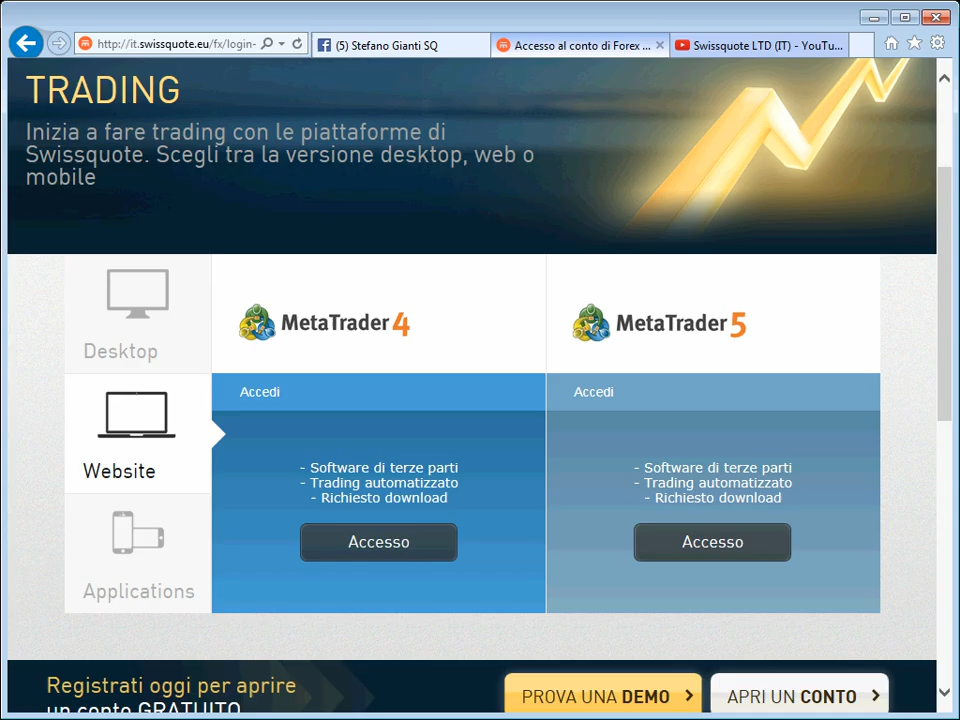 http://it.swissquote.eu/fx/login-
(5) Stefano Gianti SQ
Accesso al conto di Forex ...
Swissquote LTD (IT) - YouTu...
TRADING
Inizia a fare trading con le piattaforme di
Swissquote. Scegli tra la versione desktop, web o
mobile
Desktop
MetaTrader 4
MetaTrader 5
Accedi
Accedi
Website
- Software di terze parti
- Trading automatizzato
- Richiesto download
Accesso
- Software di terze parti
- Trading automatizzato
- Richiesto download
Accesso
Applications
Registrati oggi per aprire
un conto GRATUITO
PROVA UNA DEMO
APRI UN CONTO